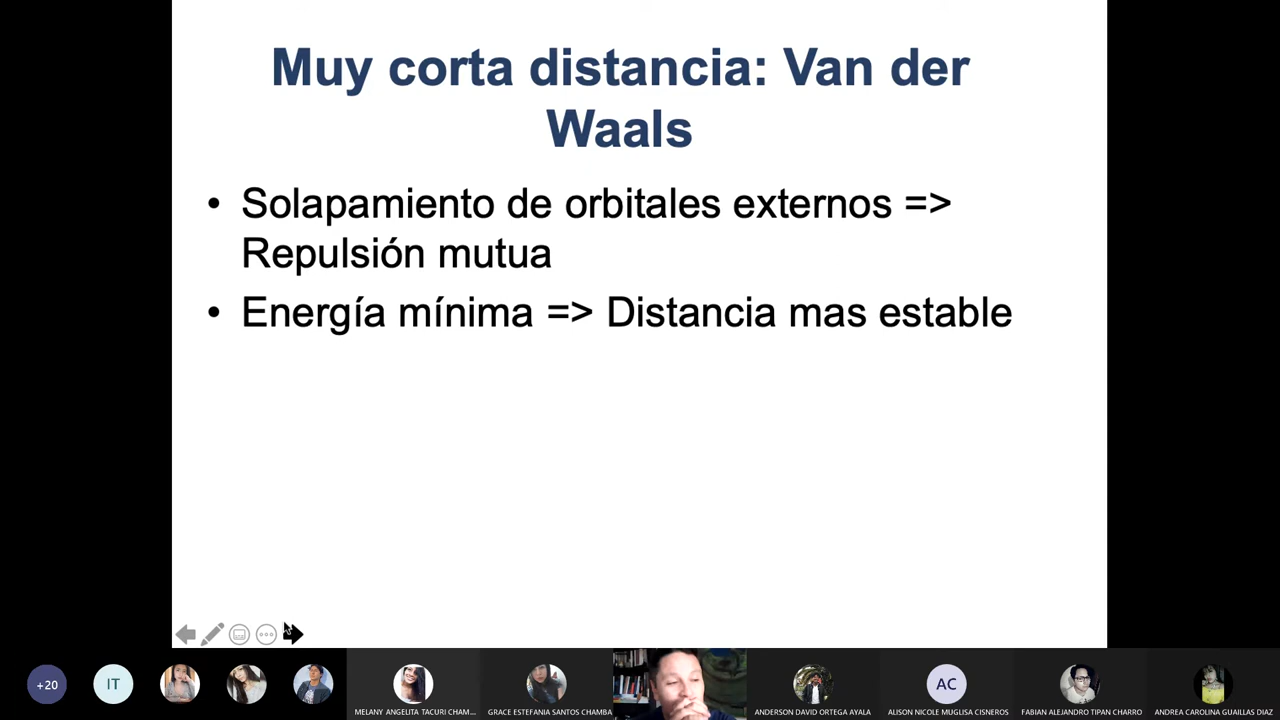 Muy corta distancia: Van der
Waals
• Solapamiento de orbitales externos =>
Repulsión mutua
• Energía mínima => Distancia mas estable
+20
IT
MELANY ANGELITA TACURI CHAM...
GRACE ESTEFANIA SANTOS CHAMBA
ANDERSON DAVID ORTEGA AYALA
AC
ALISON NICOLE MUGLISA CISNEROS
FABIAN ALEJANDRO TIPAN CHARRO
ANDREA CAROLINA GUAILLAS DIAZ